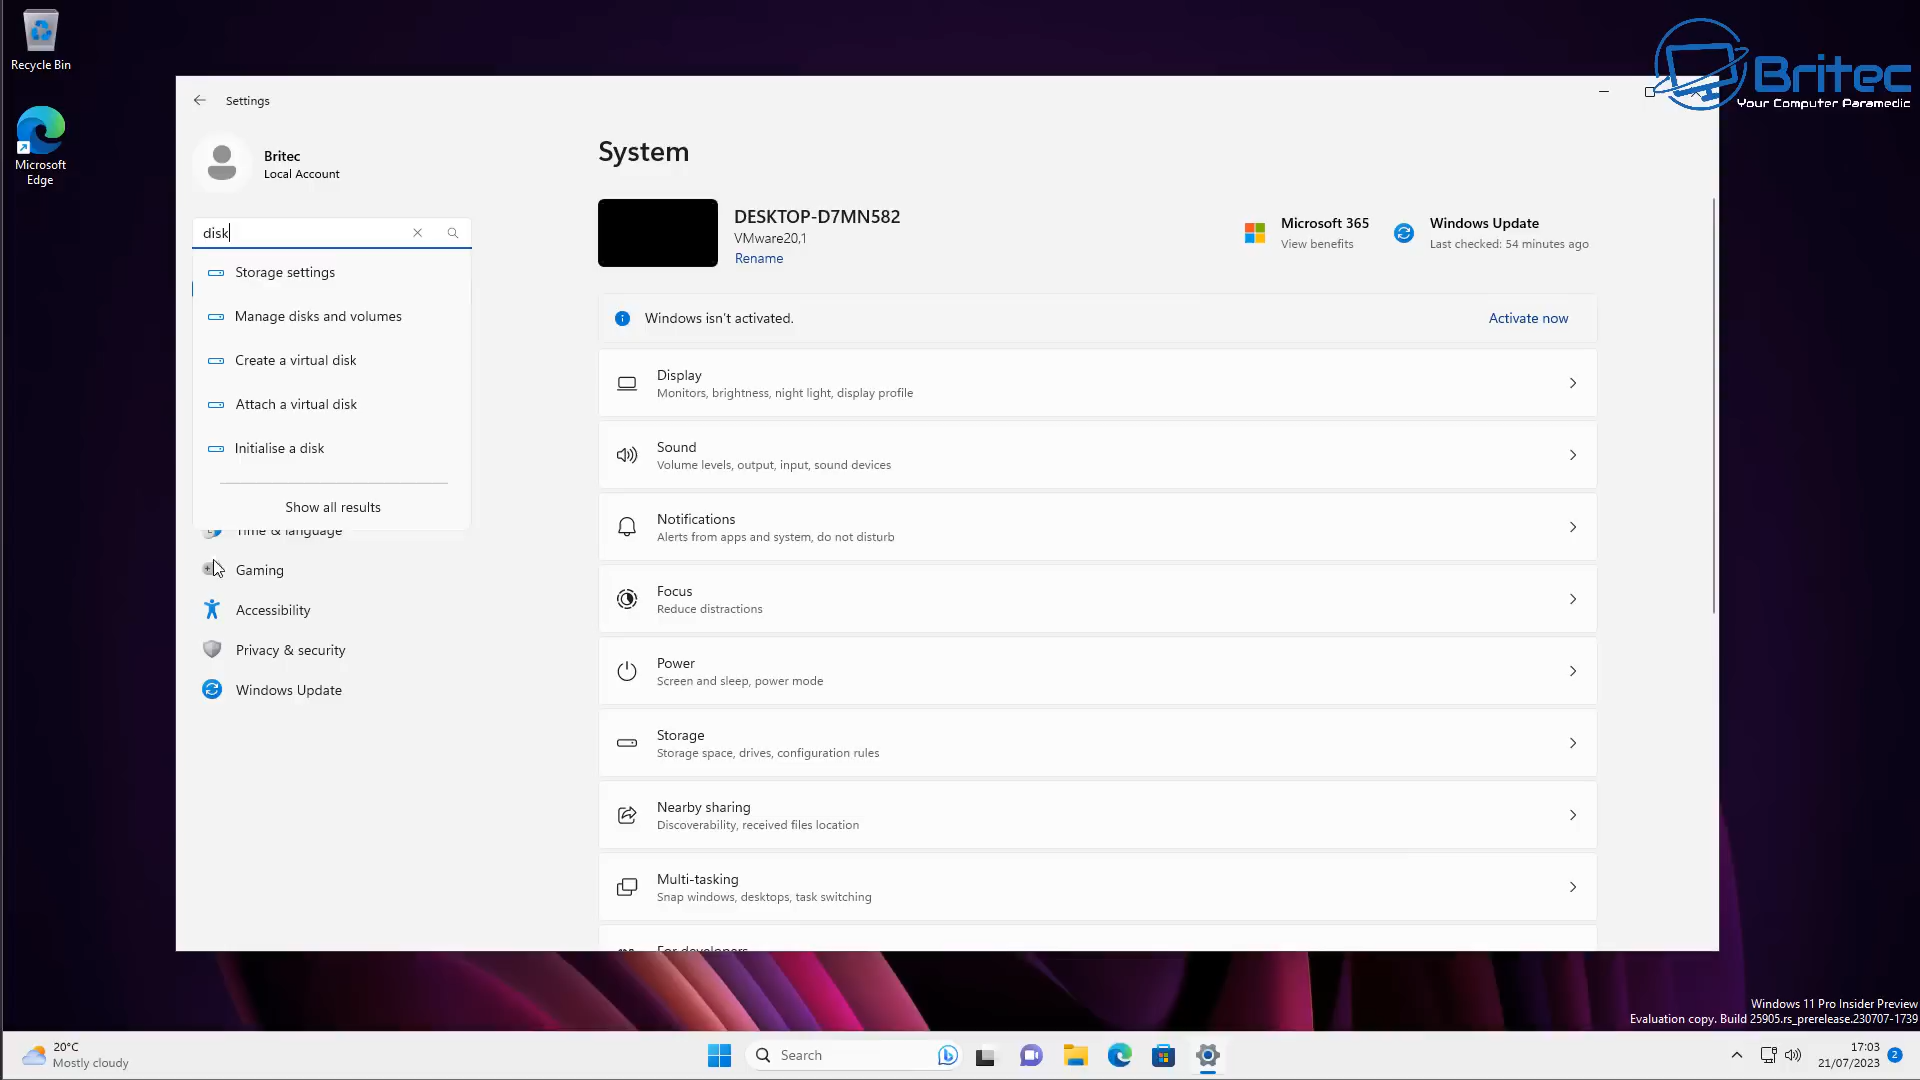 Recycle Bin
Microsoft
Edge
Settings
Britec
Your Computer Paramedic
Britec
Local Account
disk
Storage settings
Manage disks and volumes
Create a virtual disk
Attach a virtual disk
Initialise a disk
Show all results
Time & language
Gaming
Accessibility
Privacy & security
Windows Update
System
DESKTOP-D7MN582
VMware20,1
Rename
Microsoft 365
View benefits
Windows Update
Last checked: 54 minutes ago
Windows isn't activated.
Activate now
Display
Monitors, brightness, night light, display profile
Sound
Volume levels, output, input, sound devices
Notifications
Alerts from apps and system, do not disturb
Focus
Reduce distractions
Power
Screen and sleep, power mode
Storage
Storage space, drives, configuration rules
Nearby sharing
Discoverability, received files location
Multi-tasking
Snap windows, desktops, task switching
For developers
Windows 11 Pro Insider Preview
Evaluation copy. Build 25905.rs_prerelease.230707-1739
20°C
Mostly cloudy
Search
17:03
21/07/2023
2